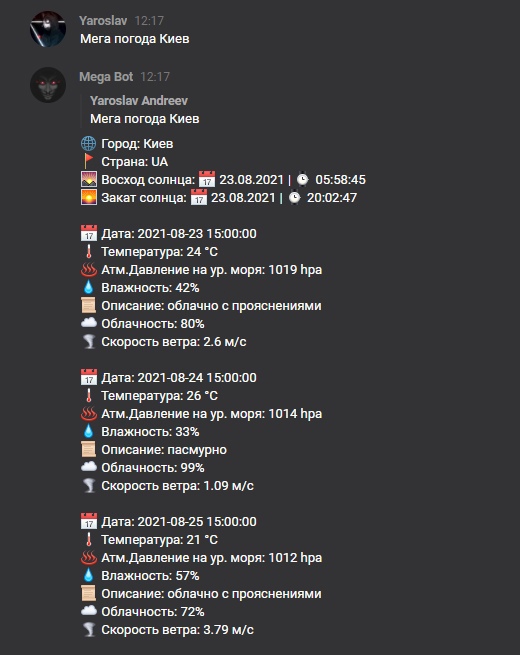 Yaroslav 12:17
Мега погода Киев
Mega Bot 12:17
Yaroslav Andreev
Мега погода Киев
Город: Киев
Страна: UA
Восход солнца: 17 23.08.2021 | 05:58:45
Закат солнца: 17 23.08.2021 | 20:02:47
17 Дата: 2021-08-23 15:00:00
Температура: 24 °C
Атм.Давление на ур. моря: 1019 hpa
Влажность: 42%
Описание: облачно с прояснениями
Облачность: 80%
Скорость ветра: 2.6 м/с
17 Дата: 2021-08-24 15:00:00
Температура: 26 °C
Атм.Давление на ур. моря: 1014 hpa
Влажность: 33%
Описание: пасмурно
Облачность: 99%
Скорость ветра: 1.09 м/с
17 Дата: 2021-08-25 15:00:00
Температура: 21 °C
Атм.Давление на ур. моря: 1012 hpa
Влажность: 57%
Описание: облачно с прояснениями
Облачность: 72%
Скорость ветра: 3.79 м/с